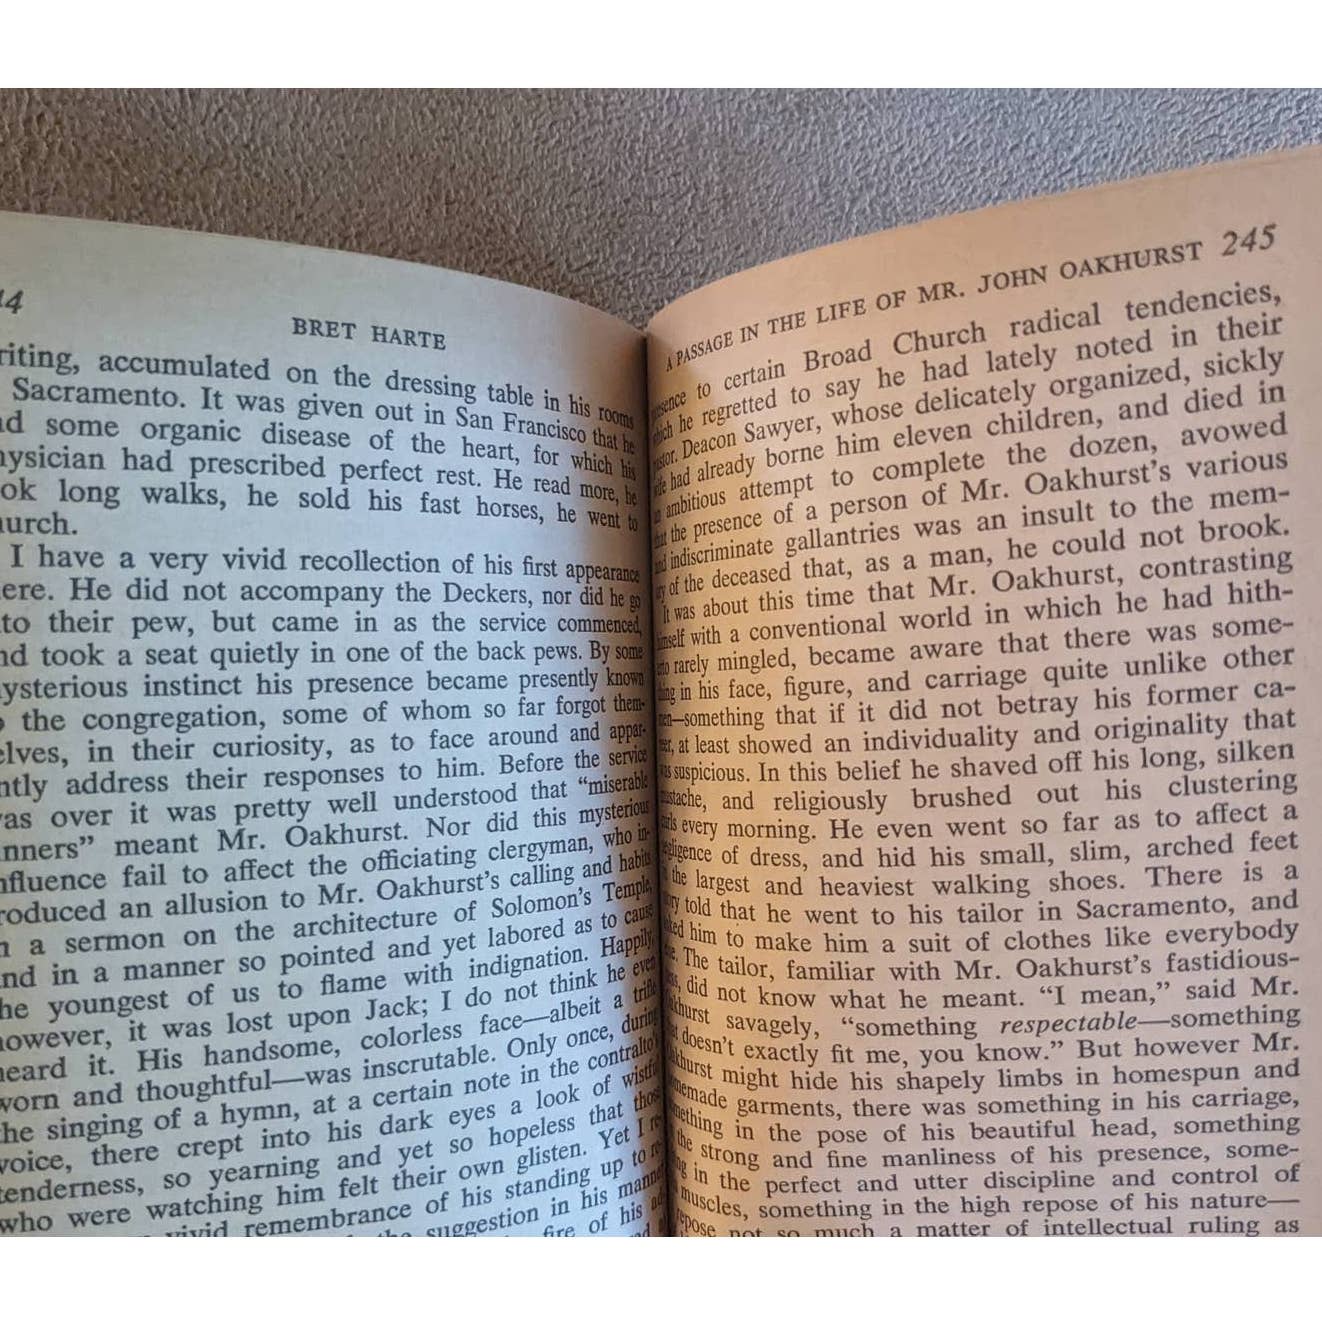 BRET HARTE
accumulated on the dressing table in his rooms
Sacramento. It was given out in San Francisco that he
some organic disease of the heart, for which his
had prescribed perfect rest. He read more, he
long walks, he sold his fast horses, he went to
I have a very vivid recollection of his first appearance
He did not accompany the Deckers, nor did he go
to their pew, but came in as the service commenced,
took a seat quietly in one of the back pews. By some
instinct his presence became presently known
the congregation, some of whom so far forgot them-
in their curiosity, as to face around and appar-
address their responses to him. Before the service
over it was pretty well understood that “miserable
meant Mr. Oakhurst. Nor did this mysterious
fail to affect the officiating clergyman, who in-
an allusion to Mr. Oakhurst’s calling and habits
a sermon on the architecture of Solomon’s Temple,
in a manner so pointed and yet labored as to cause
youngest of us to flame with indignation. Happily,
it was lost upon Jack; I do not think he even
it. His handsome, colorless face—albeit a trifle
and thoughtful—was inscrutable. Only once, during
singing of a hymn, at a certain note in the contralto’s
there crept into his dark eyes a look of wistful
so yearning and yet so hopeless that those
who were watching him felt their own glisten. Yet I re-
vivid remembrance of his standing up to re-
suggestion in his manner
fire of his
A PASSAGE IN THE LIFE OF MR. JOHN OAKHURST 245
to certain Broad Church radical tendencies,
he regretted to say he had lately noted in their
Deacon Sawyer, whose delicately organized, sickly
had already borne him eleven children, and died in
ambitious attempt to complete the dozen, avowed
the presence of a person of Mr. Oakhurst’s various
indiscriminate gallantries was an insult to the mem-
of the deceased that, as a man, he could not brook.
It was about this time that Mr. Oakhurst, contrasting
with a conventional world in which he had hith-
rarely mingled, became aware that there was some-
in his face, figure, and carriage quite unlike other
—something that if it did not betray his former ca-
at least showed an individuality and originality that
suspicious. In this belief he shaved off his long, silken
and religiously brushed out his clustering
every morning. He even went so far as to affect a
of dress, and hid his small, slim, arched feet
the largest and heaviest walking shoes. There is a
told that he went to his tailor in Sacramento, and
him to make him a suit of clothes like everybody
The tailor, familiar with Mr. Oakhurst’s fastidious-
did not know what he meant. “I mean,” said Mr.
savagely, “something respectable—something
doesn’t exactly fit me, you know.” But however Mr.
might hide his shapely limbs in homespun and
garments, there was something in his carriage,
in the pose of his beautiful head, something
the strong and fine manliness of his presence, some-
in the perfect and utter discipline and control of
muscles, something in the high repose of his nature—
repose not so much a matter of intellectual ruling as